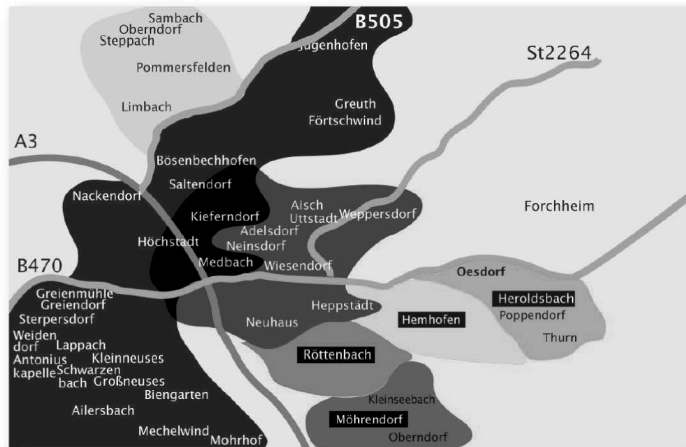 Sambach
Oberndorf
Steppach
Pommersfelden
Limbach
B505
Jugenhofen
Greuth
Förtschwind
St2264
A3
Bösenbechhofen
Saltendorf
Nackendorf
Kieferndorf
Höchstadt
Medbach
Aisch
Uttstadt
Weppersdorf
Adelsdorf
Neinsdorf
Wiesendorf
Forchheim
B470
Greienmühle
Greiendorf
Sterpersdorf
Weiden
dorf
Lappach
Antonius
kapelle
Kleinneuses
Schwarzen
bach
Großneuses
Biengarten
Ailersbach
Mechelwind
Mohrhof
Neuhaus
Heppstädt
Oesdorf
Heroldsbach
Poppendorf
Thurn
Hemhofen
Röttenbach
Kleinseebach
Möhrendorf
Oberndorf